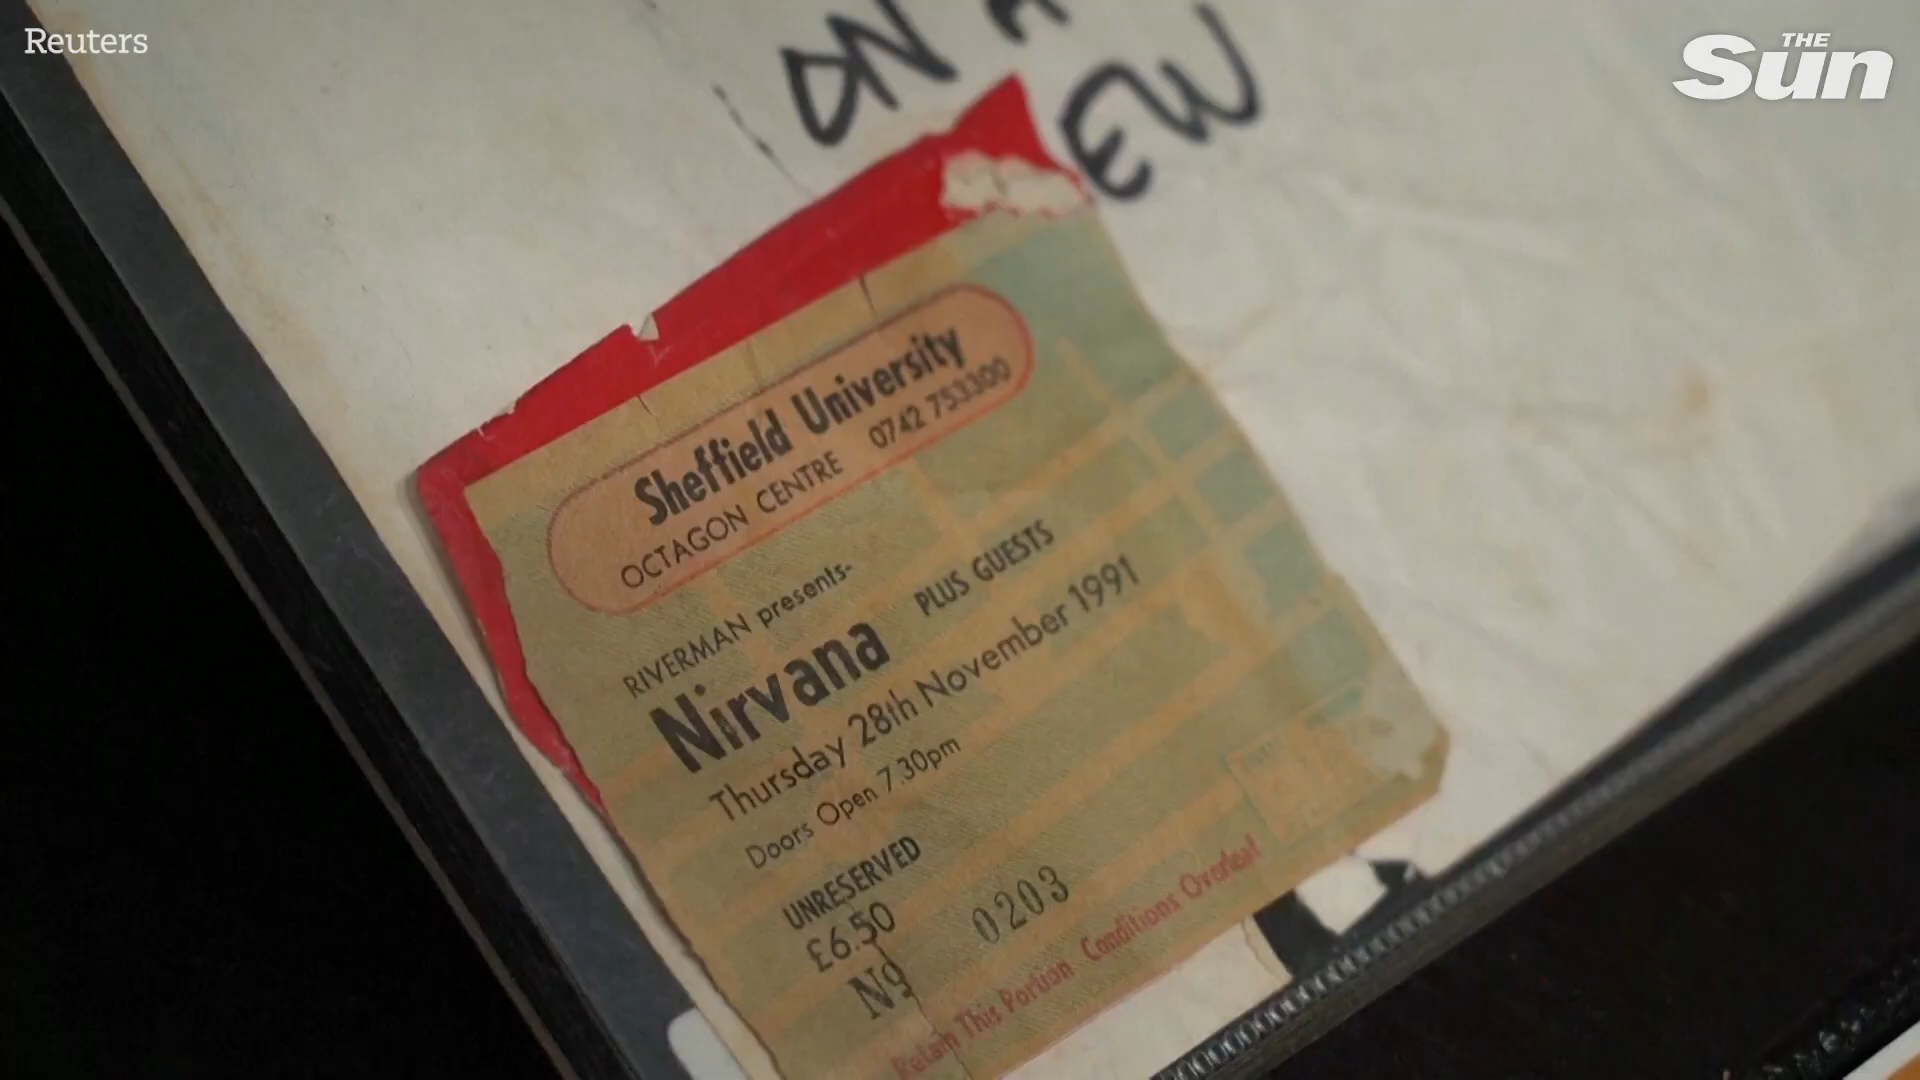 Reuters
THE
Sun
ON A
EW
Sheffield University
OCTAGON CENTRE 0742 753300
RIVERMAN presents-
Nirvana PLUS GUESTS
Thursday 28th November 1991
Doors Open 7.30pm
UNRESERVED
£6.50
Nº 0203
Retain This Portion Conditions Overleaf